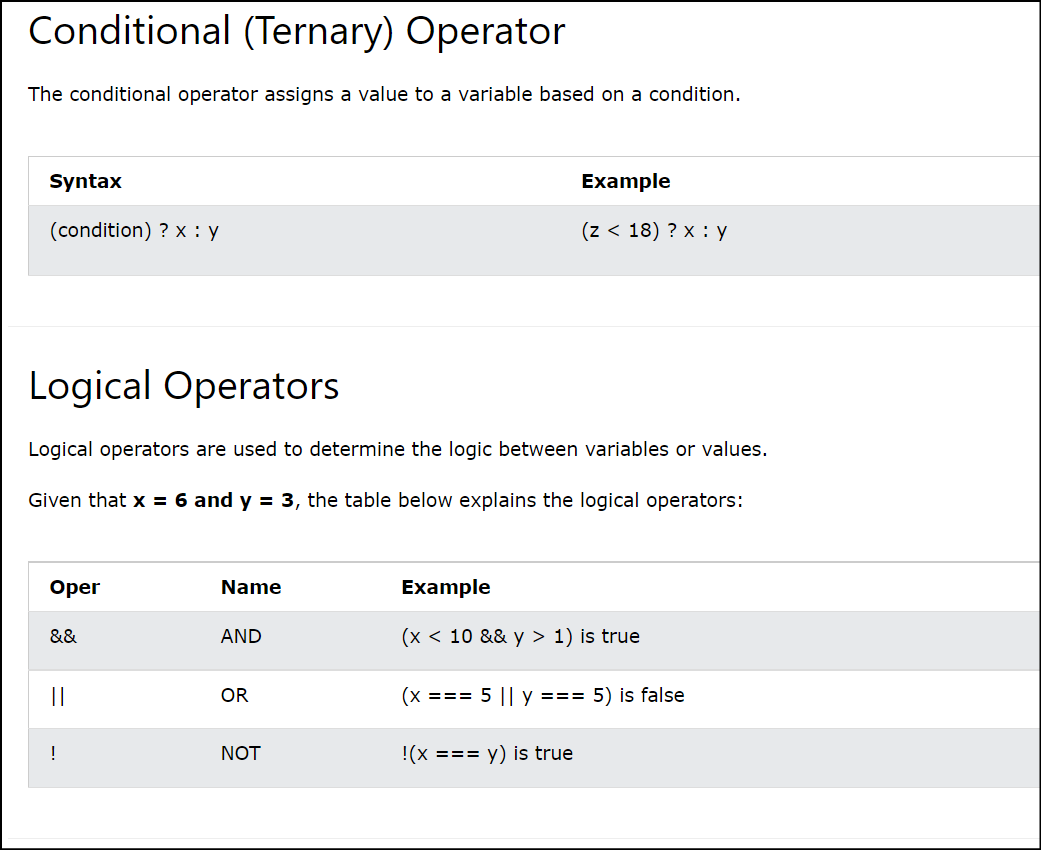 Conditional (Ternary) Operator
The conditional operator assigns a value to a variable based on a condition.
Syntax Example
(condition) ? x : y (z < 18) ? x : y
Logical Operators
Logical operators are used to determine the logic between variables or values.
Given that x = 6 and y = 3, the table below explains the logical operators:
Oper Name Example
&& AND (x < 10 && y > 1) is true
|| OR (x === 5 || y === 5) is false
! NOT !(x === y) is true